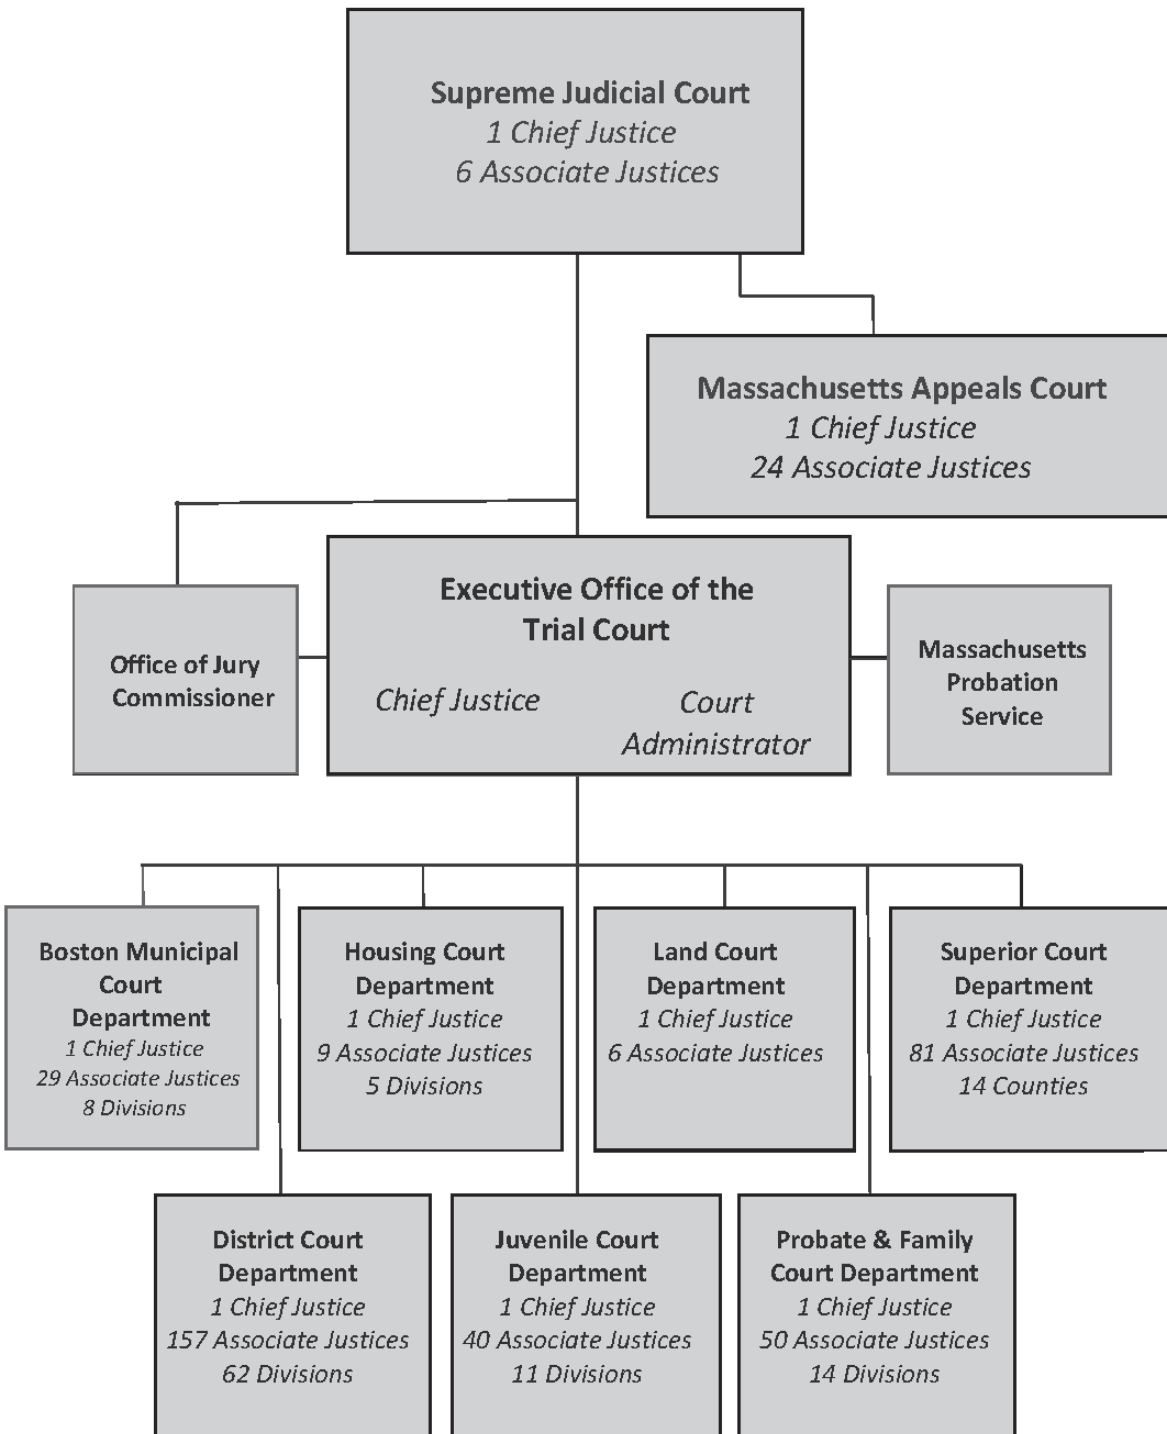 Supreme Judicial Court
1 Chief Justice
6 Associate Justices
Massachusetts Appeals Court
1 Chief Justice
24 Associate Justices
Executive Office of the
Trial Court
Chief Justice
Court
Administrator
Office of Jury
Commissioner
Massachusetts
Probation
Service
Boston Municipal
Court
Department
1 Chief Justice
29 Associate Justices
8 Divisions
Housing Court
Department
1 Chief Justice
9 Associate Justices
5 Divisions
Land Court
Department
1 Chief Justice
6 Associate Justices
Superior Court
Department
1 Chief Justice
81 Associate Justices
14 Counties
District Court
Department
1 Chief Justice
157 Associate Justices
62 Divisions
Juvenile Court
Department
1 Chief Justice
40 Associate Justices
11 Divisions
Probate & Family
Court Department
1 Chief Justice
50 Associate Justices
14 Divisions